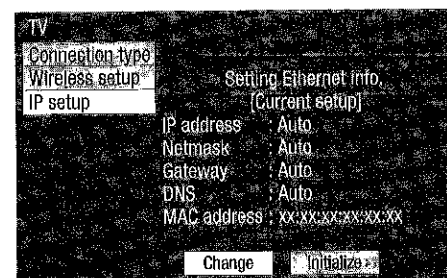 TV
Connection type
Wireless setup
IP setup
Setting Ethernet info.
[Current setup]
IP address : Auto
Netmask : Auto
Gateway : Auto
DNS : Auto
MAC address : xx:xx:xx:xx:xx:xx
Change
Initialize